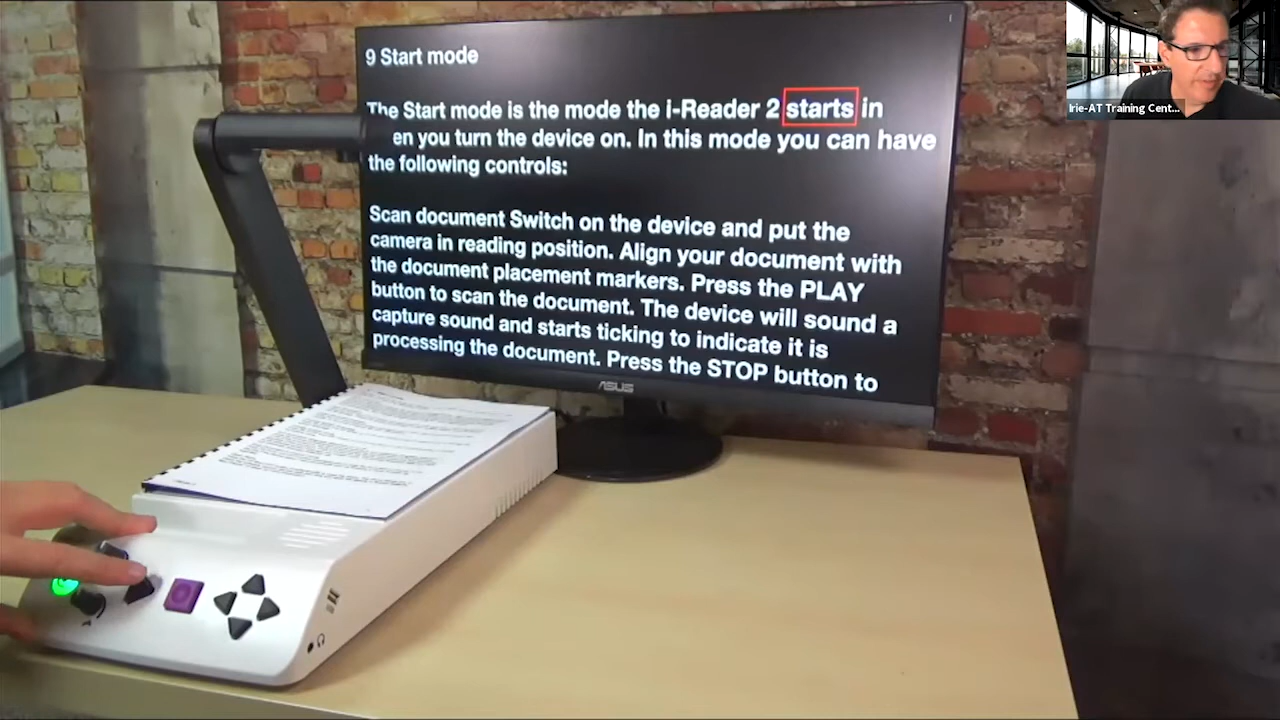 9 Start mode
The Start mode is the mode the i-Reader 2 starts in
en you turn the device on. In this mode you can have
the following controls:
Scan document Switch on the device and put the
camera in reading position. Align your document with
the document placement markers. Press the PLAY
button to scan the document. The device will sound a
capture sound and starts ticking to indicate it is
processing the document. Press the STOP button to
ASUS
Irie-AT Training Cent...